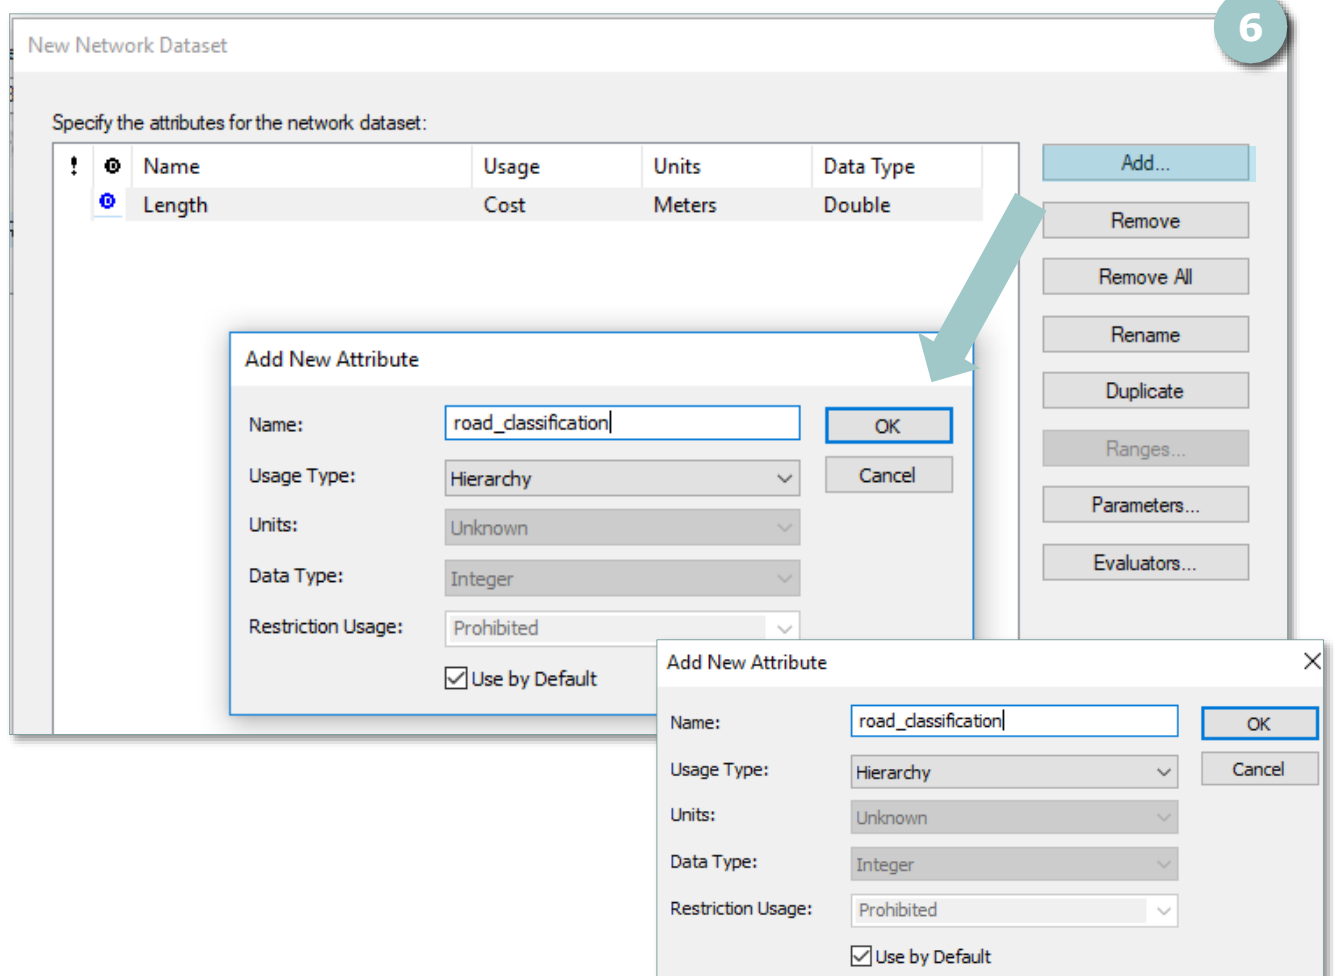 6
New Network Dataset
Specify the attributes for the network dataset:
! D Name Usage Units Data Type
D Length Cost Meters Double
Add...
Remove
Remove All
Rename
Duplicate
Ranges...
Parameters...
Evaluators...
Add New Attribute
Name: road_classification OK
Usage Type: Hierarchy Cancel
Units: Unknown
Data Type: Integer
Restriction Usage: Prohibited
Use by Default
Add New Attribute
Name: road_classification OK
Usage Type: Hierarchy Cancel
Units: Unknown
Data Type: Integer
Restriction Usage: Prohibited
Use by Default